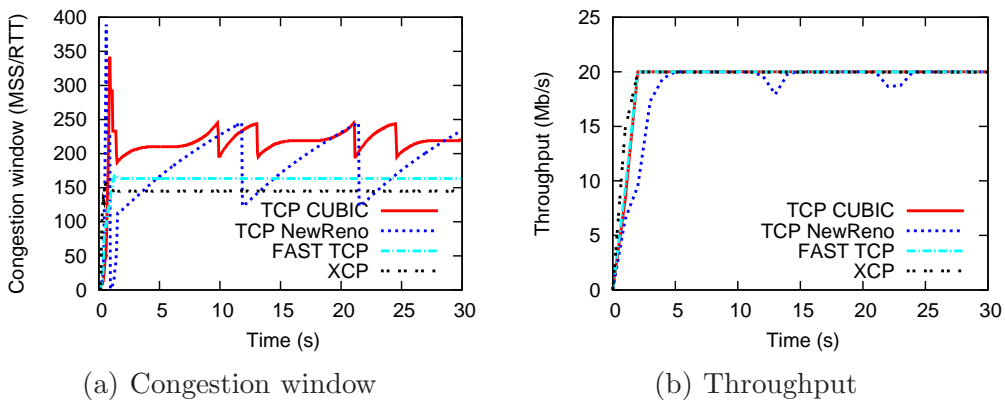 400
350
300
250
200
150
100
50
0
Congestion window (MSS/RTT)
TCP CUBIC
TCP NewReno
FAST TCP
XCP
0 5 10 15 20 25 30
Time (s)
(a) Congestion window
25
20
15
10
5
0
Throughput (Mb/s)
TCP CUBIC
TCP NewReno
FAST TCP
XCP
0 5 10 15 20 25 30
Time (s)
(b) Throughput